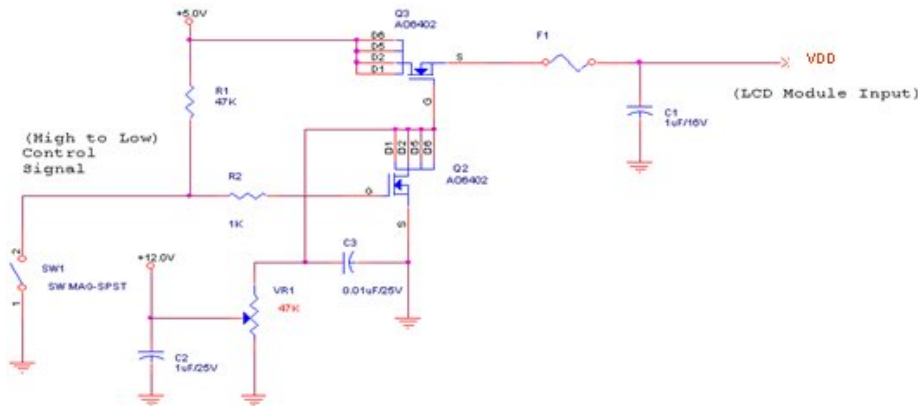 +5.0V
Q3
AO6402
D6
D5
D2
D1
S
G
F1
VDD
(LCD Module Input)
C1
1uF/16V
R1
47K
(High to Low)
Control
Signal
R2
1K
G
D1
D2
D5
D6
Q2
AO6402
S
2
SW1
SW MAG-SPST
1
+12.0V
C3
0.01uF/25V
VR1
47K
C2
1uF/25V